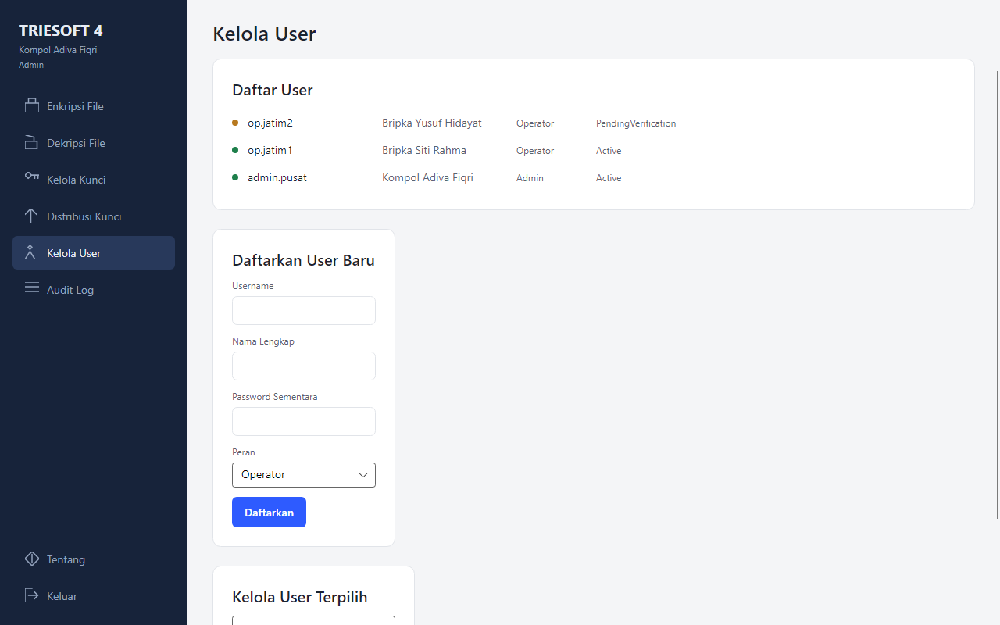 TRIESOFT 4
Kompol Adiva Fiqri
Admin
Enkripsi File
Dekripsi File
Kelola Kunci
Distribusi Kunci
Kelola User
Audit Log
Tentang
Keluar
Kelola User
Daftar User
op.jatim2 Bripka Yusuf Hidayat Operator PendingVerification
op.jatim1 Bripka Siti Rahma Operator Active
admin.pusat Kompol Adiva Fiqri Admin Active
Daftarkan User Baru
Username
Nama Lengkap
Password Sementara
Peran
Operator
Daftarkan
Kelola User Terpilih